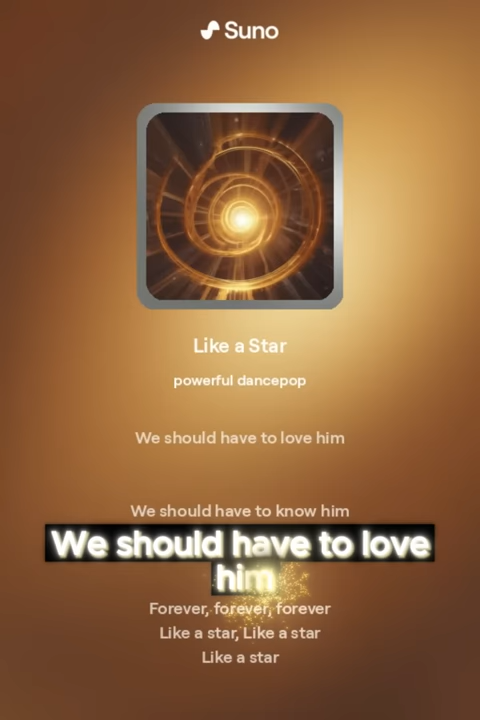 Suno
Like a Star
powerful dancepop
We should have to love him
We should have to know him
We should have to love
him
Forever, forever, forever
Like a star, Like a star
Like a star